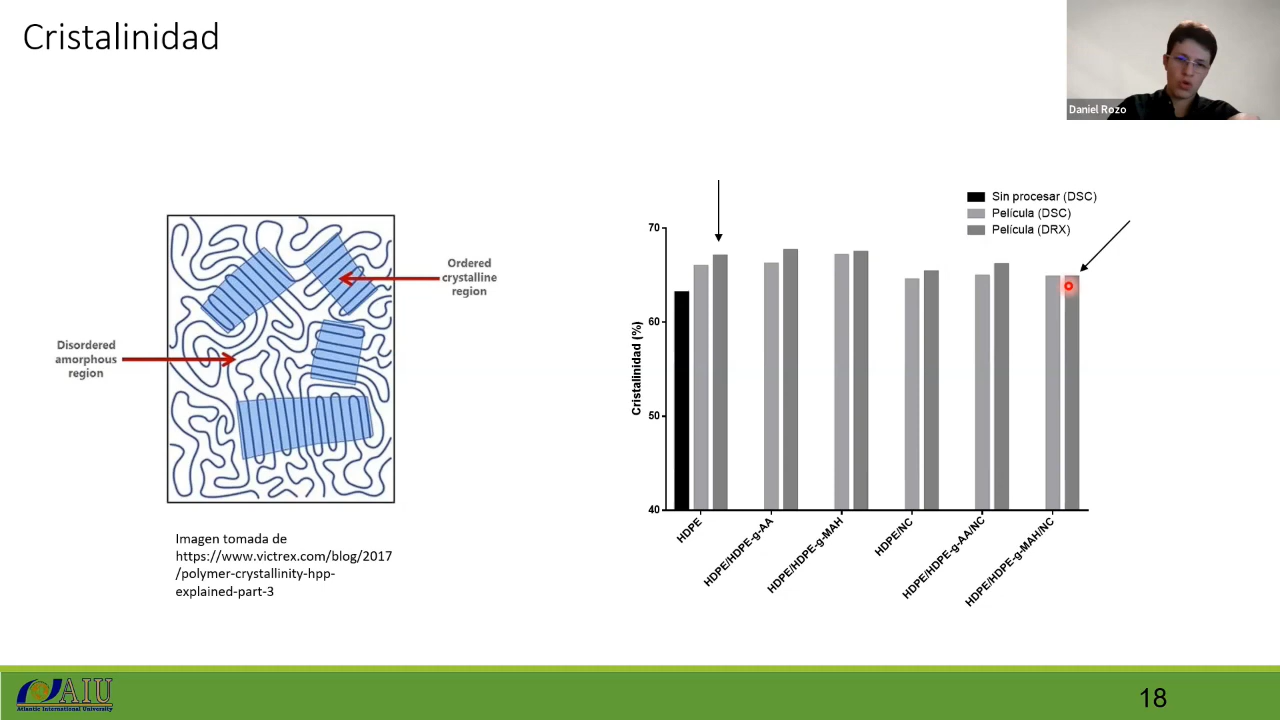 Cristalinidad
Daniel Rozo
Ordered
crystalline
region
Disordered
amorphous
region
Imagen tomada de
https://www.victrex.com/blog/2017
/polymer-crystallinity-hpp-
explained-part-3
Sin procesar (DSC)
Película (DSC)
Película (DRX)
Cristalinidad (%)
70
60
50
40
HDPE
HDPE/HDPE-g-AA
HDPE/HDPE-g-MAH
HDPE/NC
HDPE/HDPE-g-AA/NC
HDPE/HDPE-g-MAH/NC
AIU
Atlantic International University
18